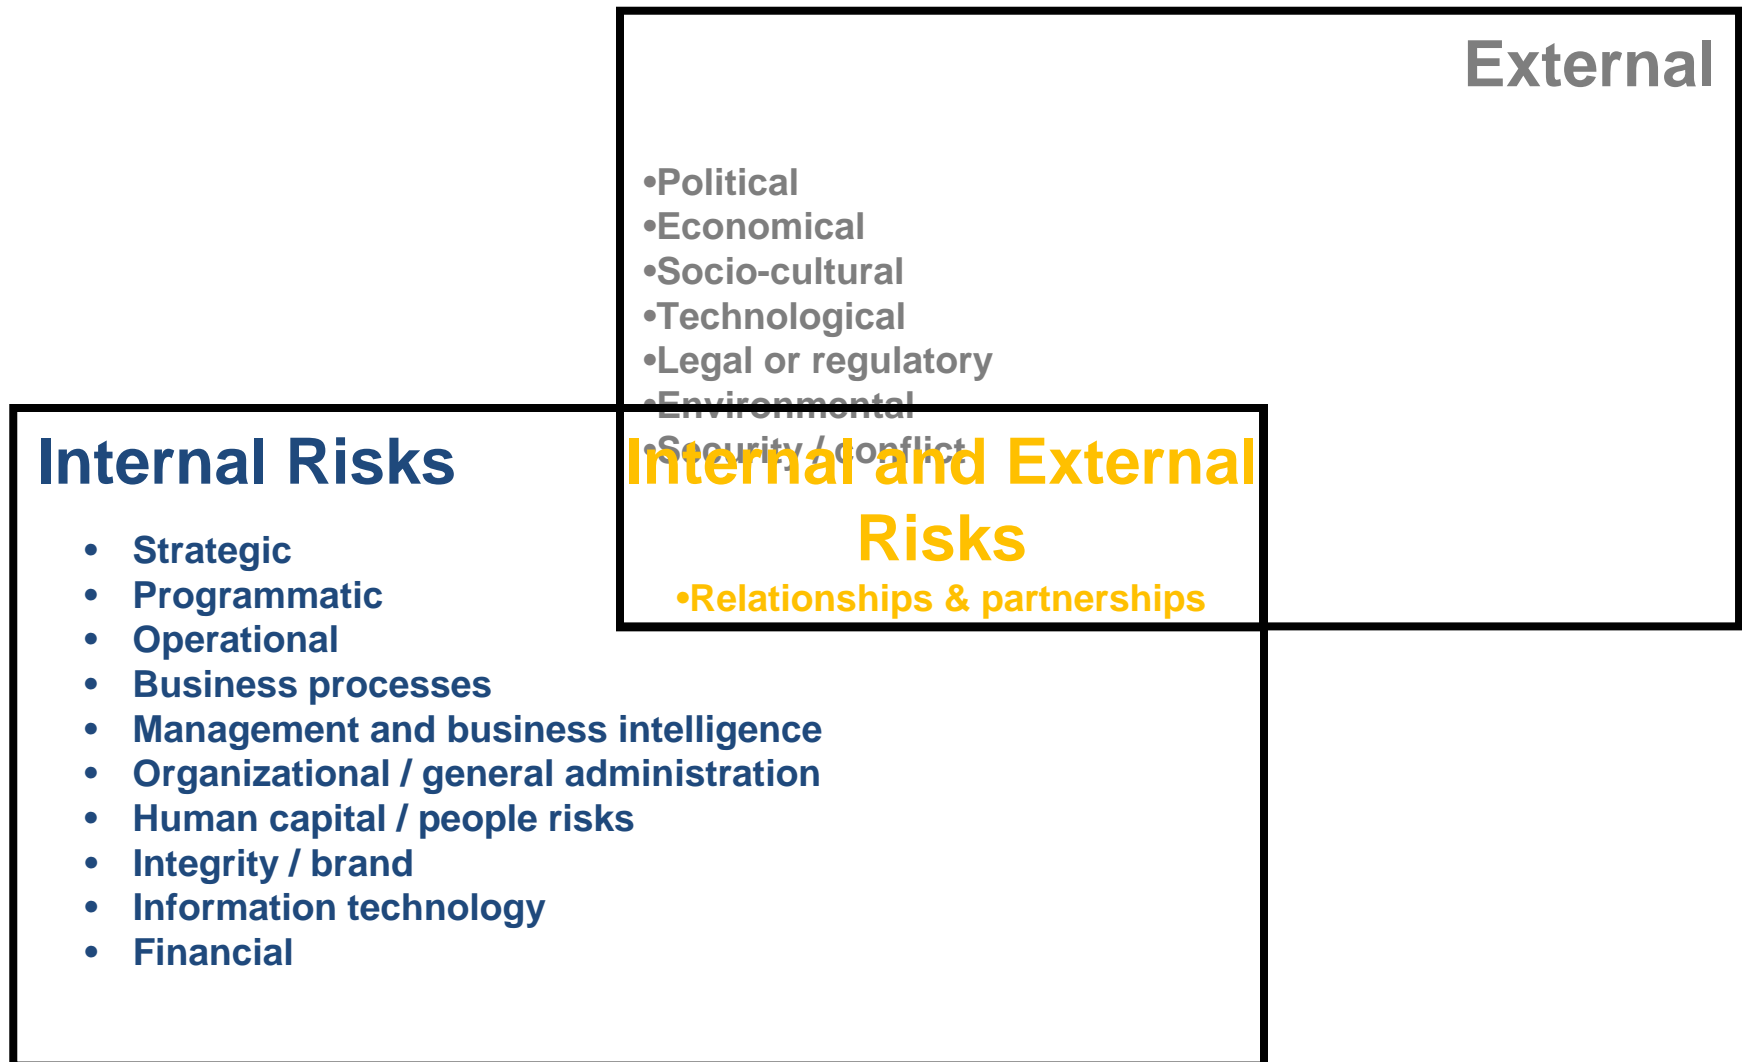 External
•Political
•Economical
•Socio-cultural
•Technological
•Legal or regulatory
•Environmental
•Security / conflict
Internal Risks
• Strategic
• Programmatic
• Operational
• Business processes
• Management and business intelligence
• Organizational / general administration
• Human capital / people risks
• Integrity / brand
• Information technology
• Financial
Internal and External
Risks
•Relationships & partnerships